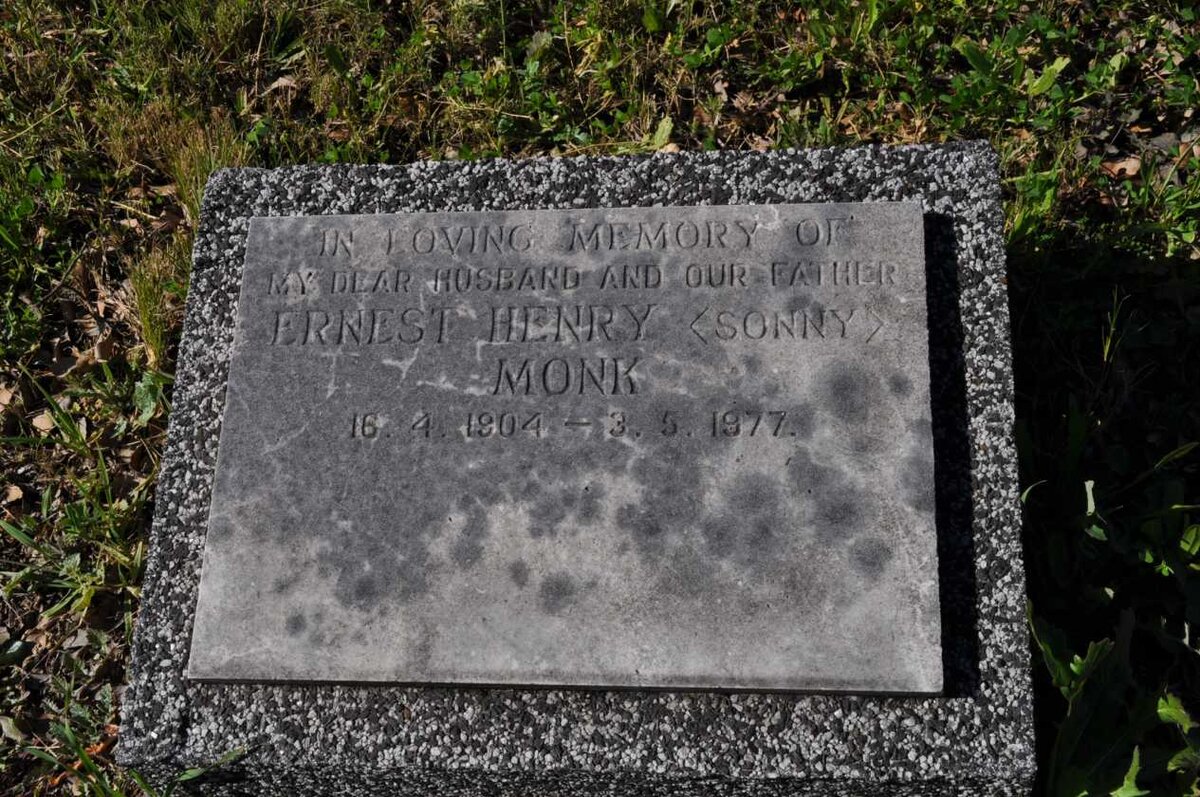 IN LOVING MEMORY OF
MY DEAR HUSBAND AND OUR FATHER
ERNEST HENRY <SONNY>
MONK
16. 4. 1904 — 3. 5. 1977.